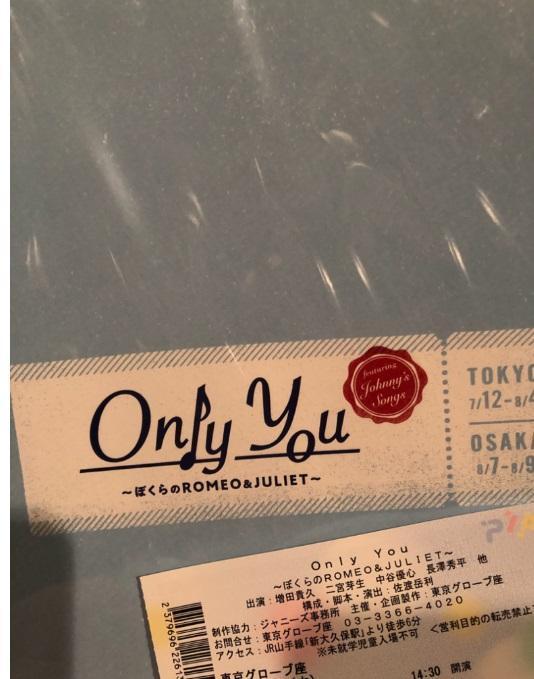 Only You
featuring
Johnny's
Songs
～ぼくらのROMEO&JULIET～
TOKYO
7/12-8/4
OSAKA
8/7-8/9
Only You
～ぼくらのROMEO&JULIET～
出演：増田貴久 二宮芽生 中谷優心 長澤秀平 他
構成・脚本・演出：佐渡岳利
制作協力：ジャニーズ事務所 主催・企画製作：東京グローブ座
お問合せ：東京グローブ座 03-3366-4020
アクセス：JR山手線「新大久保駅」より徒歩6分
※未就学児童入場不可 ＜営利目的の転売禁止
東京グローブ座
14:30 開演